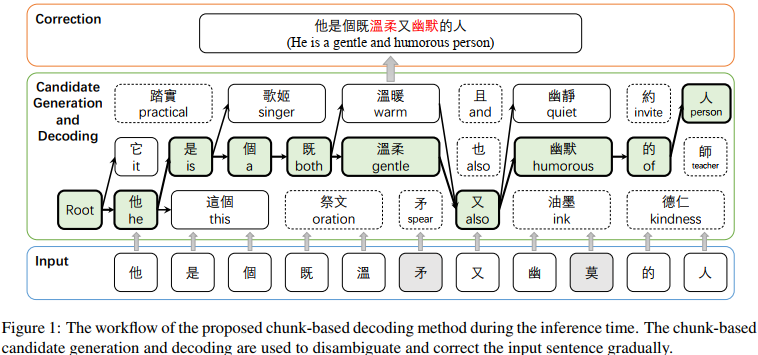 Correction
他是個既溫柔又幽默的人
(He is a gentle and humorous person)
Candidate
Generation
and
Decoding
踏實
practical
歌姬
singer
溫暖
warm
且
and
幽靜
quiet
約
invite
人
person
它
it
是
is
個
a
既
both
溫柔
gentle
也
also
幽默
humorous
的
of
師
teacher
Root
他
he
這個
this
祭文
oration
矛
spear
又
also
油墨
ink
德仁
kindness
Input
他 是 個 既 溫 矛 又 幽 莫 的 人
Figure 1: The workflow of the proposed chunk-based decoding method during the inference time. The chunk-based
candidate generation and decoding are used to disambiguate and correct the input sentence gradually.